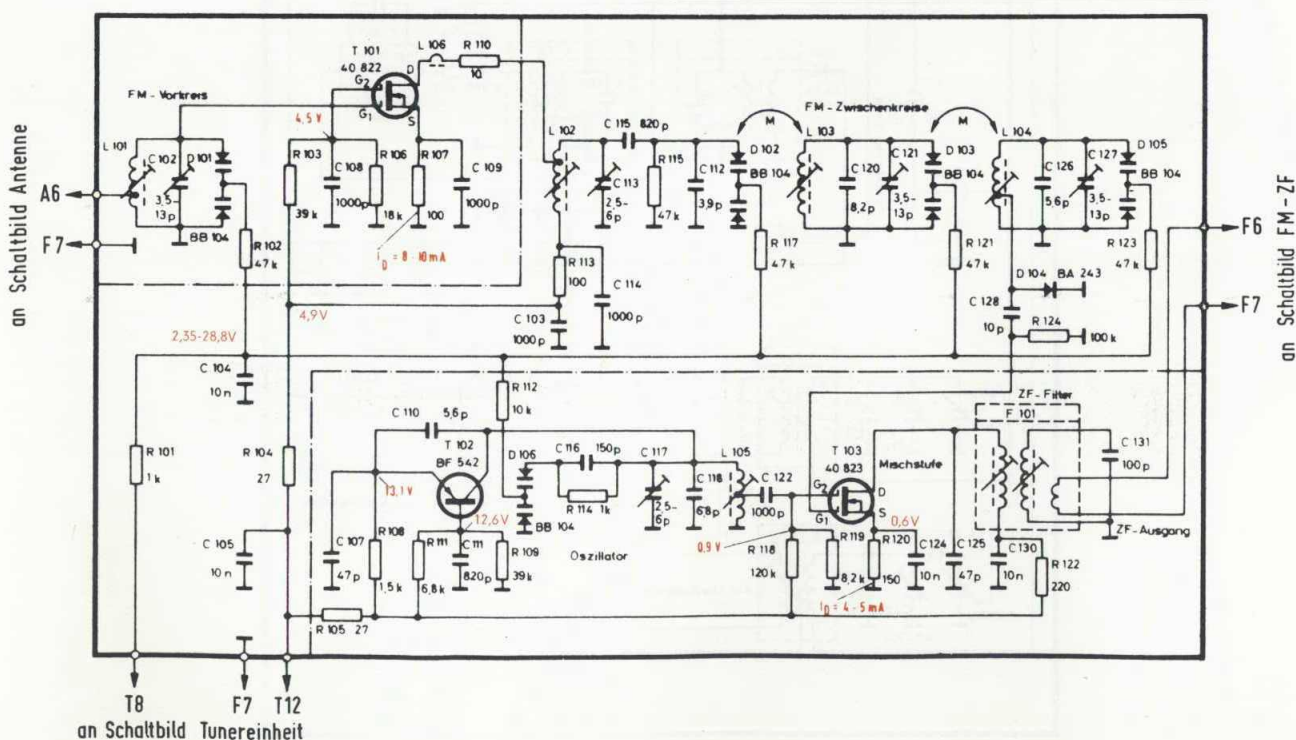 T 101
40 822
G2
G1
D
S
L 106
R 110
10
FM - Vorkreis
4,5 V
L 101
C 102
3,5-
13p
D 101
BB 104
R 102
47 k
R 103
39 k
C 108
1000p
R 106
18 k
R 107
100
C 109
1000p
ID = 8 - 10 mA
L 102
C 115 820 p
C 113
2,5-
6p
R 115
47 k
C 112
3,9 p
D 102
BB 104
M
FM - Zwischenkreise
M
L 103
C 120
8,2 p
C 121
3,5-
13 p
D 103
BB 104
L 104
C 126
5,6 p
C 127
3,5-
13 p
D 105
BB 104
R 117
47 k
R 121
47 k
R 123
47 k
R 113
100
C 114
1000 p
C 103
1000p
4,9 V
D 104 BA 243
C 128
10 p
R 124
100 k
A6
F7
an Schaltbild Antenne
F6
F7
an Schaltbild FM-ZF
2,35-28,8V
C 104
10 n
R 101
1 k
R 104
27
C 105
10 n
R 105 27
C 110 5,6 p
T 102
BF 542
13,1 V
12,6V
C 107
47 p
R 108
1,5 k
R 111
6,8 k
C 111
820 p
R 109
39 k
R 112
10 k
D 106
BB 104
C 116 150p
R 114 1k
C 117
2,5-
6p
C 118
6,8 p
Oszillator
L 105
C 122
1000p
T 103
40 823
G2
G1
D
S
Mischstufe
0,9 V
0,6 V
R 118
120 k
R 119
8,2 k
R 120
150
C 124
10 n
C 125
47 p
ID = 4 - 5 mA
ZF - Filter
F 101
C 131
100 p
ZF - Ausgang
C 130
10n
R 122
220
T8
F7
T12
an Schaltbild Tunereinheit